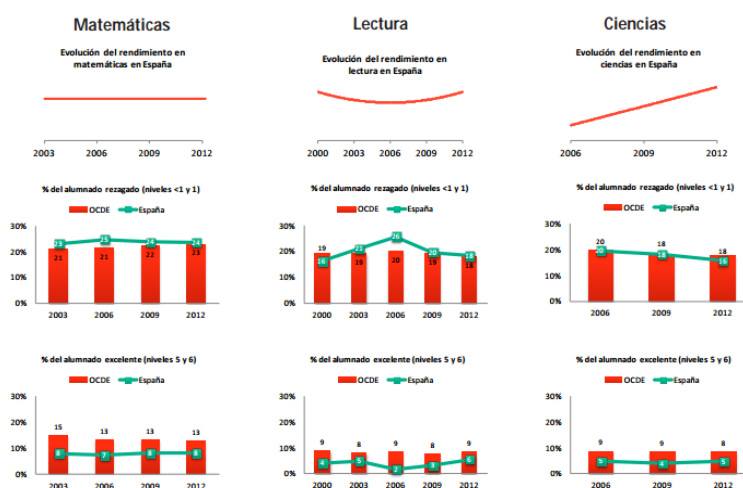 Matemáticas
Lectura
Ciencias
Evolución del rendimiento en
matemáticas en España
Evolución del rendimiento en
lectura en España
Evolución del rendimiento en
ciencias en España
2003 2006 2009 2012
2000 2003 2006 2009 2012
2006 2009 2012
% del alumnado rezagado (niveles <1 y 1)
OCDE España
30%
20%
10%
0%
23 25 24 24
21 21 22 23
2003 2006 2009 2012
% del alumnado rezagado (niveles <1 y 1)
OCDE España
30%
20%
10%
0%
19
16 21 26 20 18
19 20 19 18
2000 2003 2006 2009 2012
% del alumnado rezagado (niveles <1 y 1)
OCDE España
30%
20%
10%
0%
20 18 18
20 18 16
2006 2009 2012
% del alumnado excelente (niveles 5 y 6)
OCDE España
30%
20%
10%
0%
15 13 13 13
8 7 8 8
2003 2006 2009 2012
% del alumnado excelente (niveles 5 y 6)
OCDE España
30%
20%
10%
0%
9 8 9 8 9
4 5 2 3 6
2000 2003 2006 2009 2012
% del alumnado excelente (niveles 5 y 6)
OCDE España
30%
20%
10%
0%
9 9 8
5 4 5
2006 2009 2012